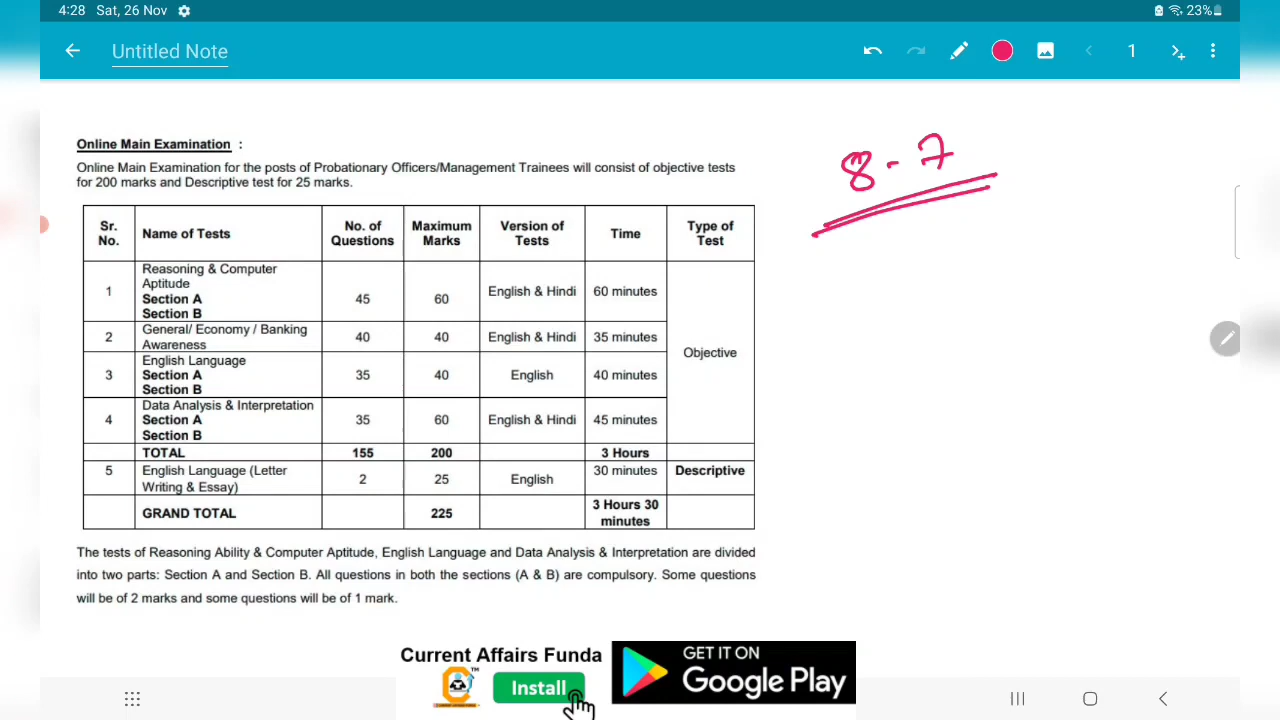 4:28 Sat, 26 Nov 23%
Untitled Note 1
8-7
Online Main Examination :
Online Main Examination for the posts of Probationary Officers/Management Trainees will consist of objective tests
for 200 marks and Descriptive test for 25 marks.
Sr. No. Name of Tests No. of Questions Maximum Marks Version of Tests Time Type of Test
1 Reasoning & Computer Aptitude Section A Section B 45 60 English & Hindi 60 minutes Objective
2 General/ Economy / Banking Awareness 40 40 English & Hindi 35 minutes
3 English Language Section A Section B 35 40 English 40 minutes
4 Data Analysis & Interpretation Section A Section B 35 60 English & Hindi 45 minutes
TOTAL 155 200 3 Hours
5 English Language (Letter Writing & Essay) 2 25 English 30 minutes Descriptive
GRAND TOTAL 225 3 Hours 30 minutes
The tests of Reasoning Ability & Computer Aptitude, English Language and Data Analysis & Interpretation are divided
into two parts: Section A and Section B. All questions in both the sections (A & B) are compulsory. Some questions
will be of 2 marks and some questions will be of 1 mark.
Current Affairs Funda
Install
GET IT ON
Google Play